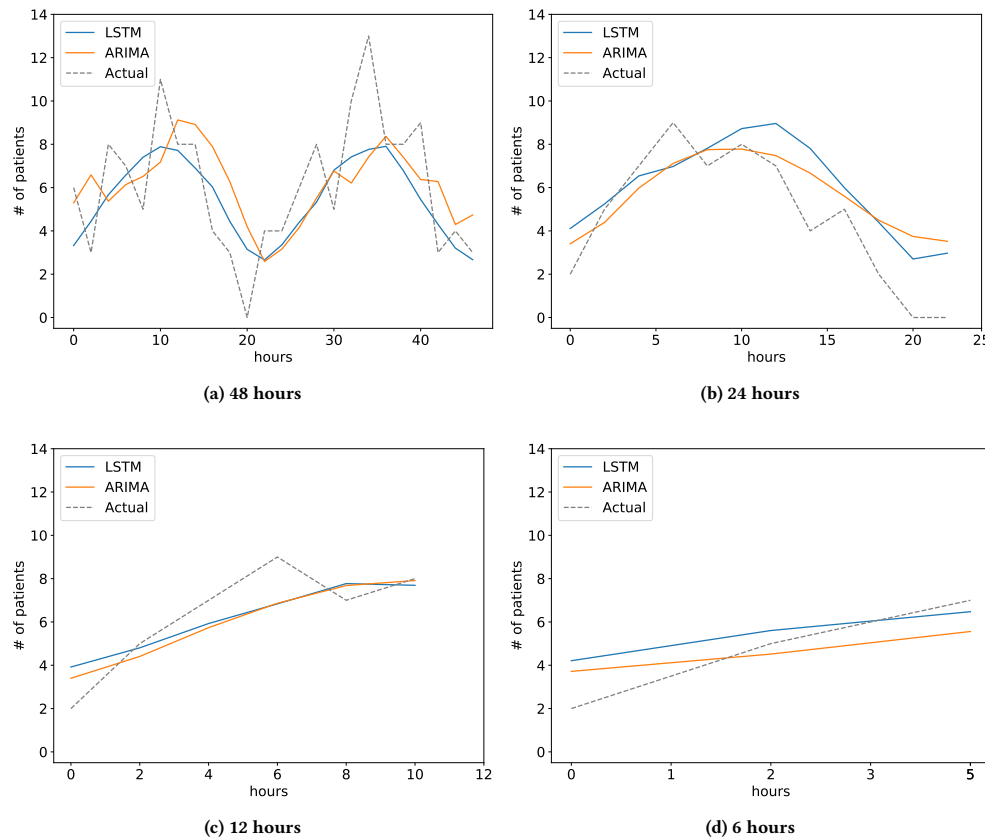 14
12
10
8
6
4
2
0
# of patients
LSTM
ARIMA
Actual
0
10
20
30
40
hours
(a) 48 hours
14
12
10
8
6
4
2
0
# of patients
LSTM
ARIMA
Actual
0
5
10
15
20
25
hours
(b) 24 hours
14
12
10
8
6
4
2
0
# of patients
LSTM
ARIMA
Actual
0
2
4
6
8
10
12
hours
(c) 12 hours
14
12
10
8
6
4
2
0
# of patients
LSTM
ARIMA
Actual
0
1
2
3
5
hours
(d) 6 hours